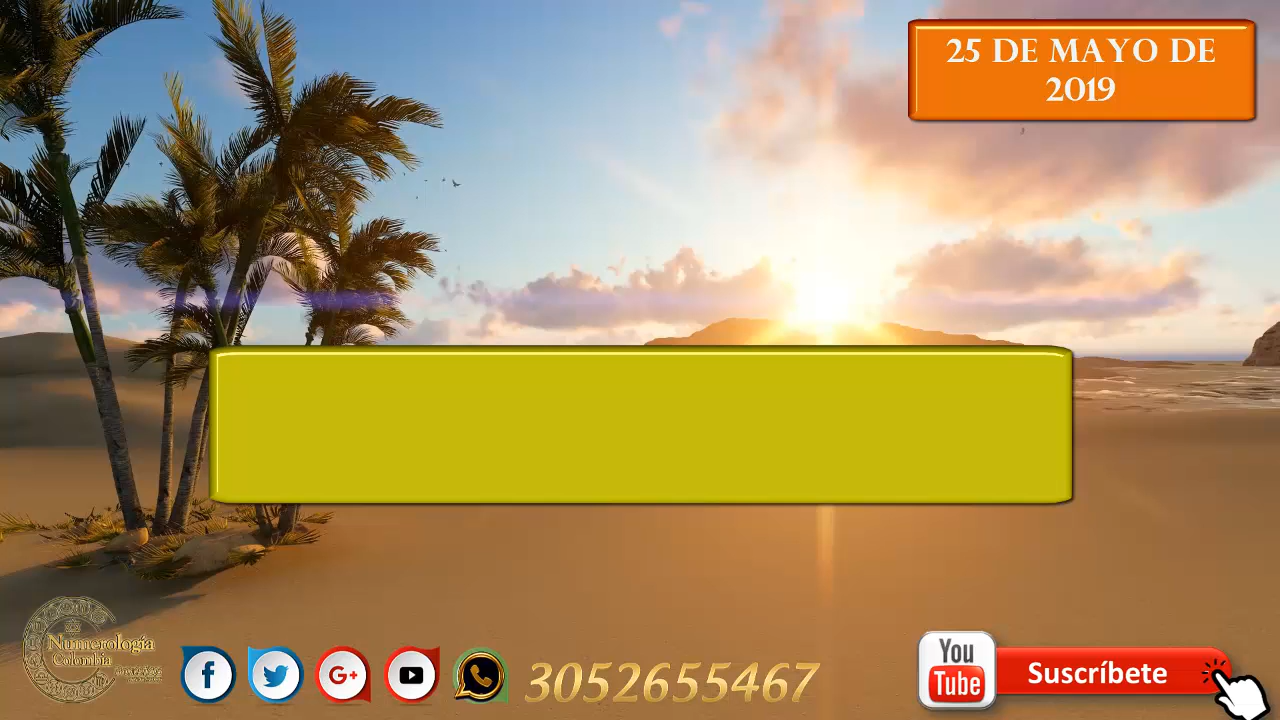 25 DE MAYO DE
2019
Numerología
Colombia
3052655467
You
Tube
Suscríbete